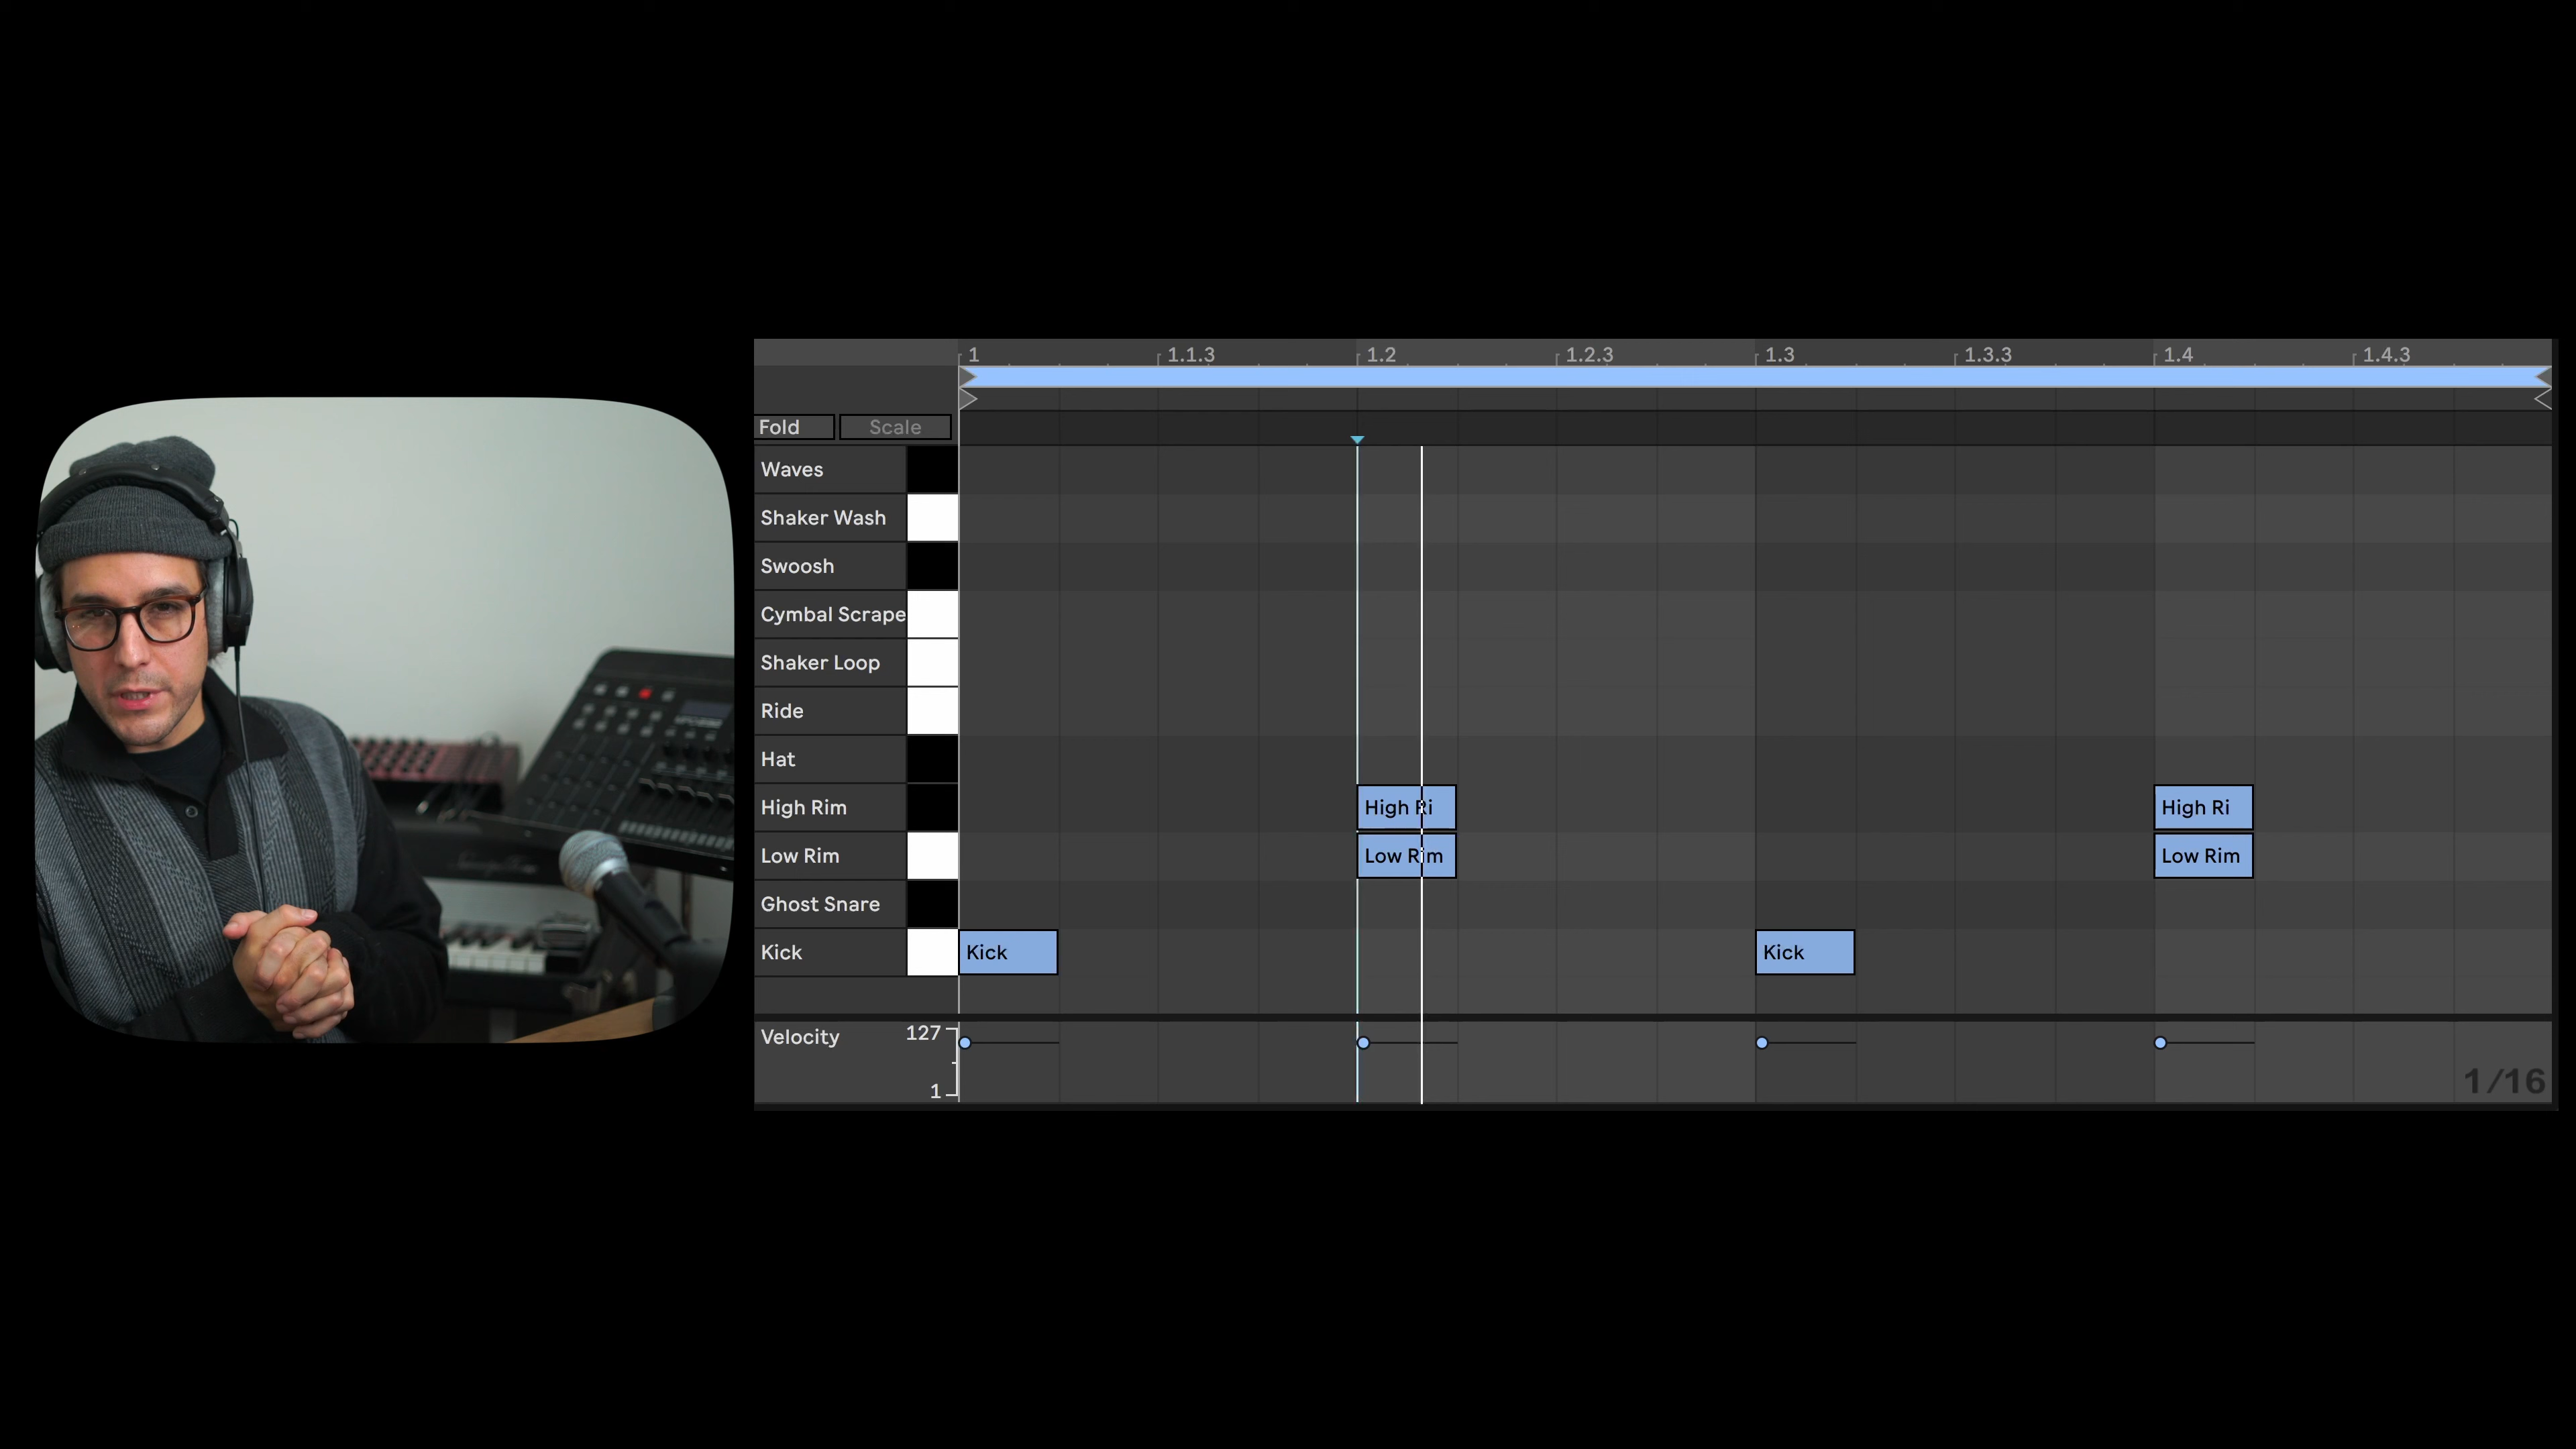 1 1.1.3 1.2 1.2.3 1.3 1.3.3 1.4 1.4.3
Fold Scale
Waves
Shaker Wash
Swoosh
Cymbal Scrape
Shaker Loop
Ride
Hat
High Rim High Ri High Ri
Low Rim Low Rim Low Rim
Ghost Snare
Kick Kick Kick
Velocity 127
1
1/16